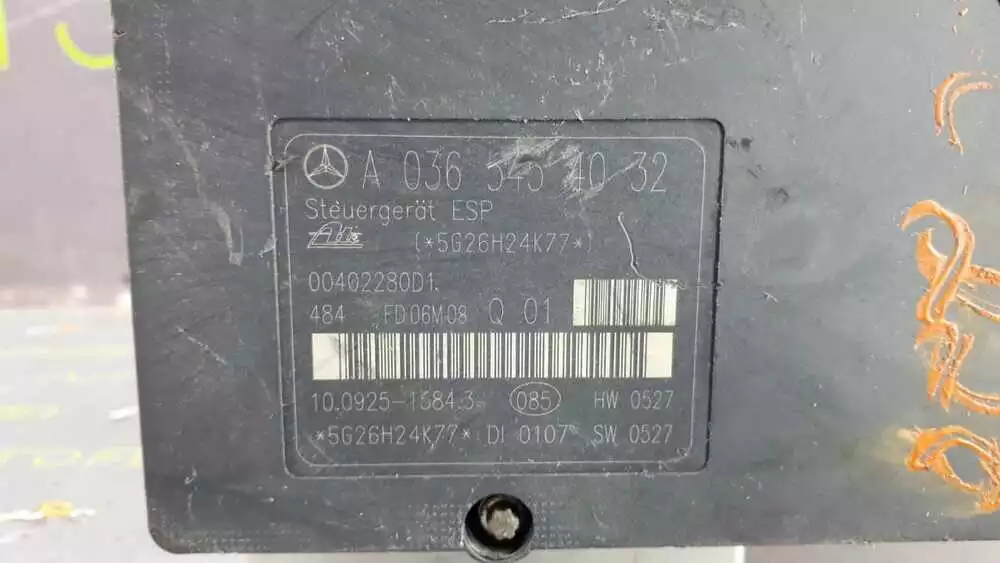 A 036 545 40 32
Steuergerät ESP
Ate (*5G26H24K77*)
00402280D1
484 FD06M08 Q 01
10.0925-1584.3 085 HW 0527
*5G26H24K77* DI 0107 SW 0527